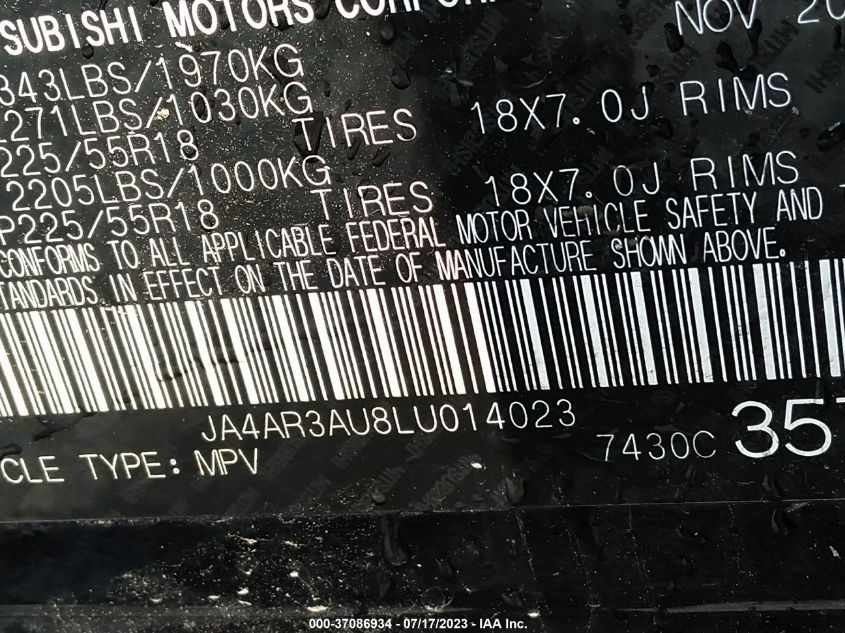 SUBISHI MOTORS CORPOR
NOV 20
343LBS/1970KG
271LBS/1030KG
225/55R18 TIRES 18X7.0J RIMS
2205LBS/1000KG
P225/55R18 TIRES 18X7.0J RIMS
CONFORMS TO ALL APPLICABLE FEDERAL MOTOR VEHICLE SAFETY AND
TANDARDS IN EFFECT ON THE DATE OF MANUFACTURE SHOWN ABOVE.
JA4AR3AU8LU014023
CLE TYPE: MPV 7430C 357
000-37086934 - 07/17/2023 - IAA Inc.